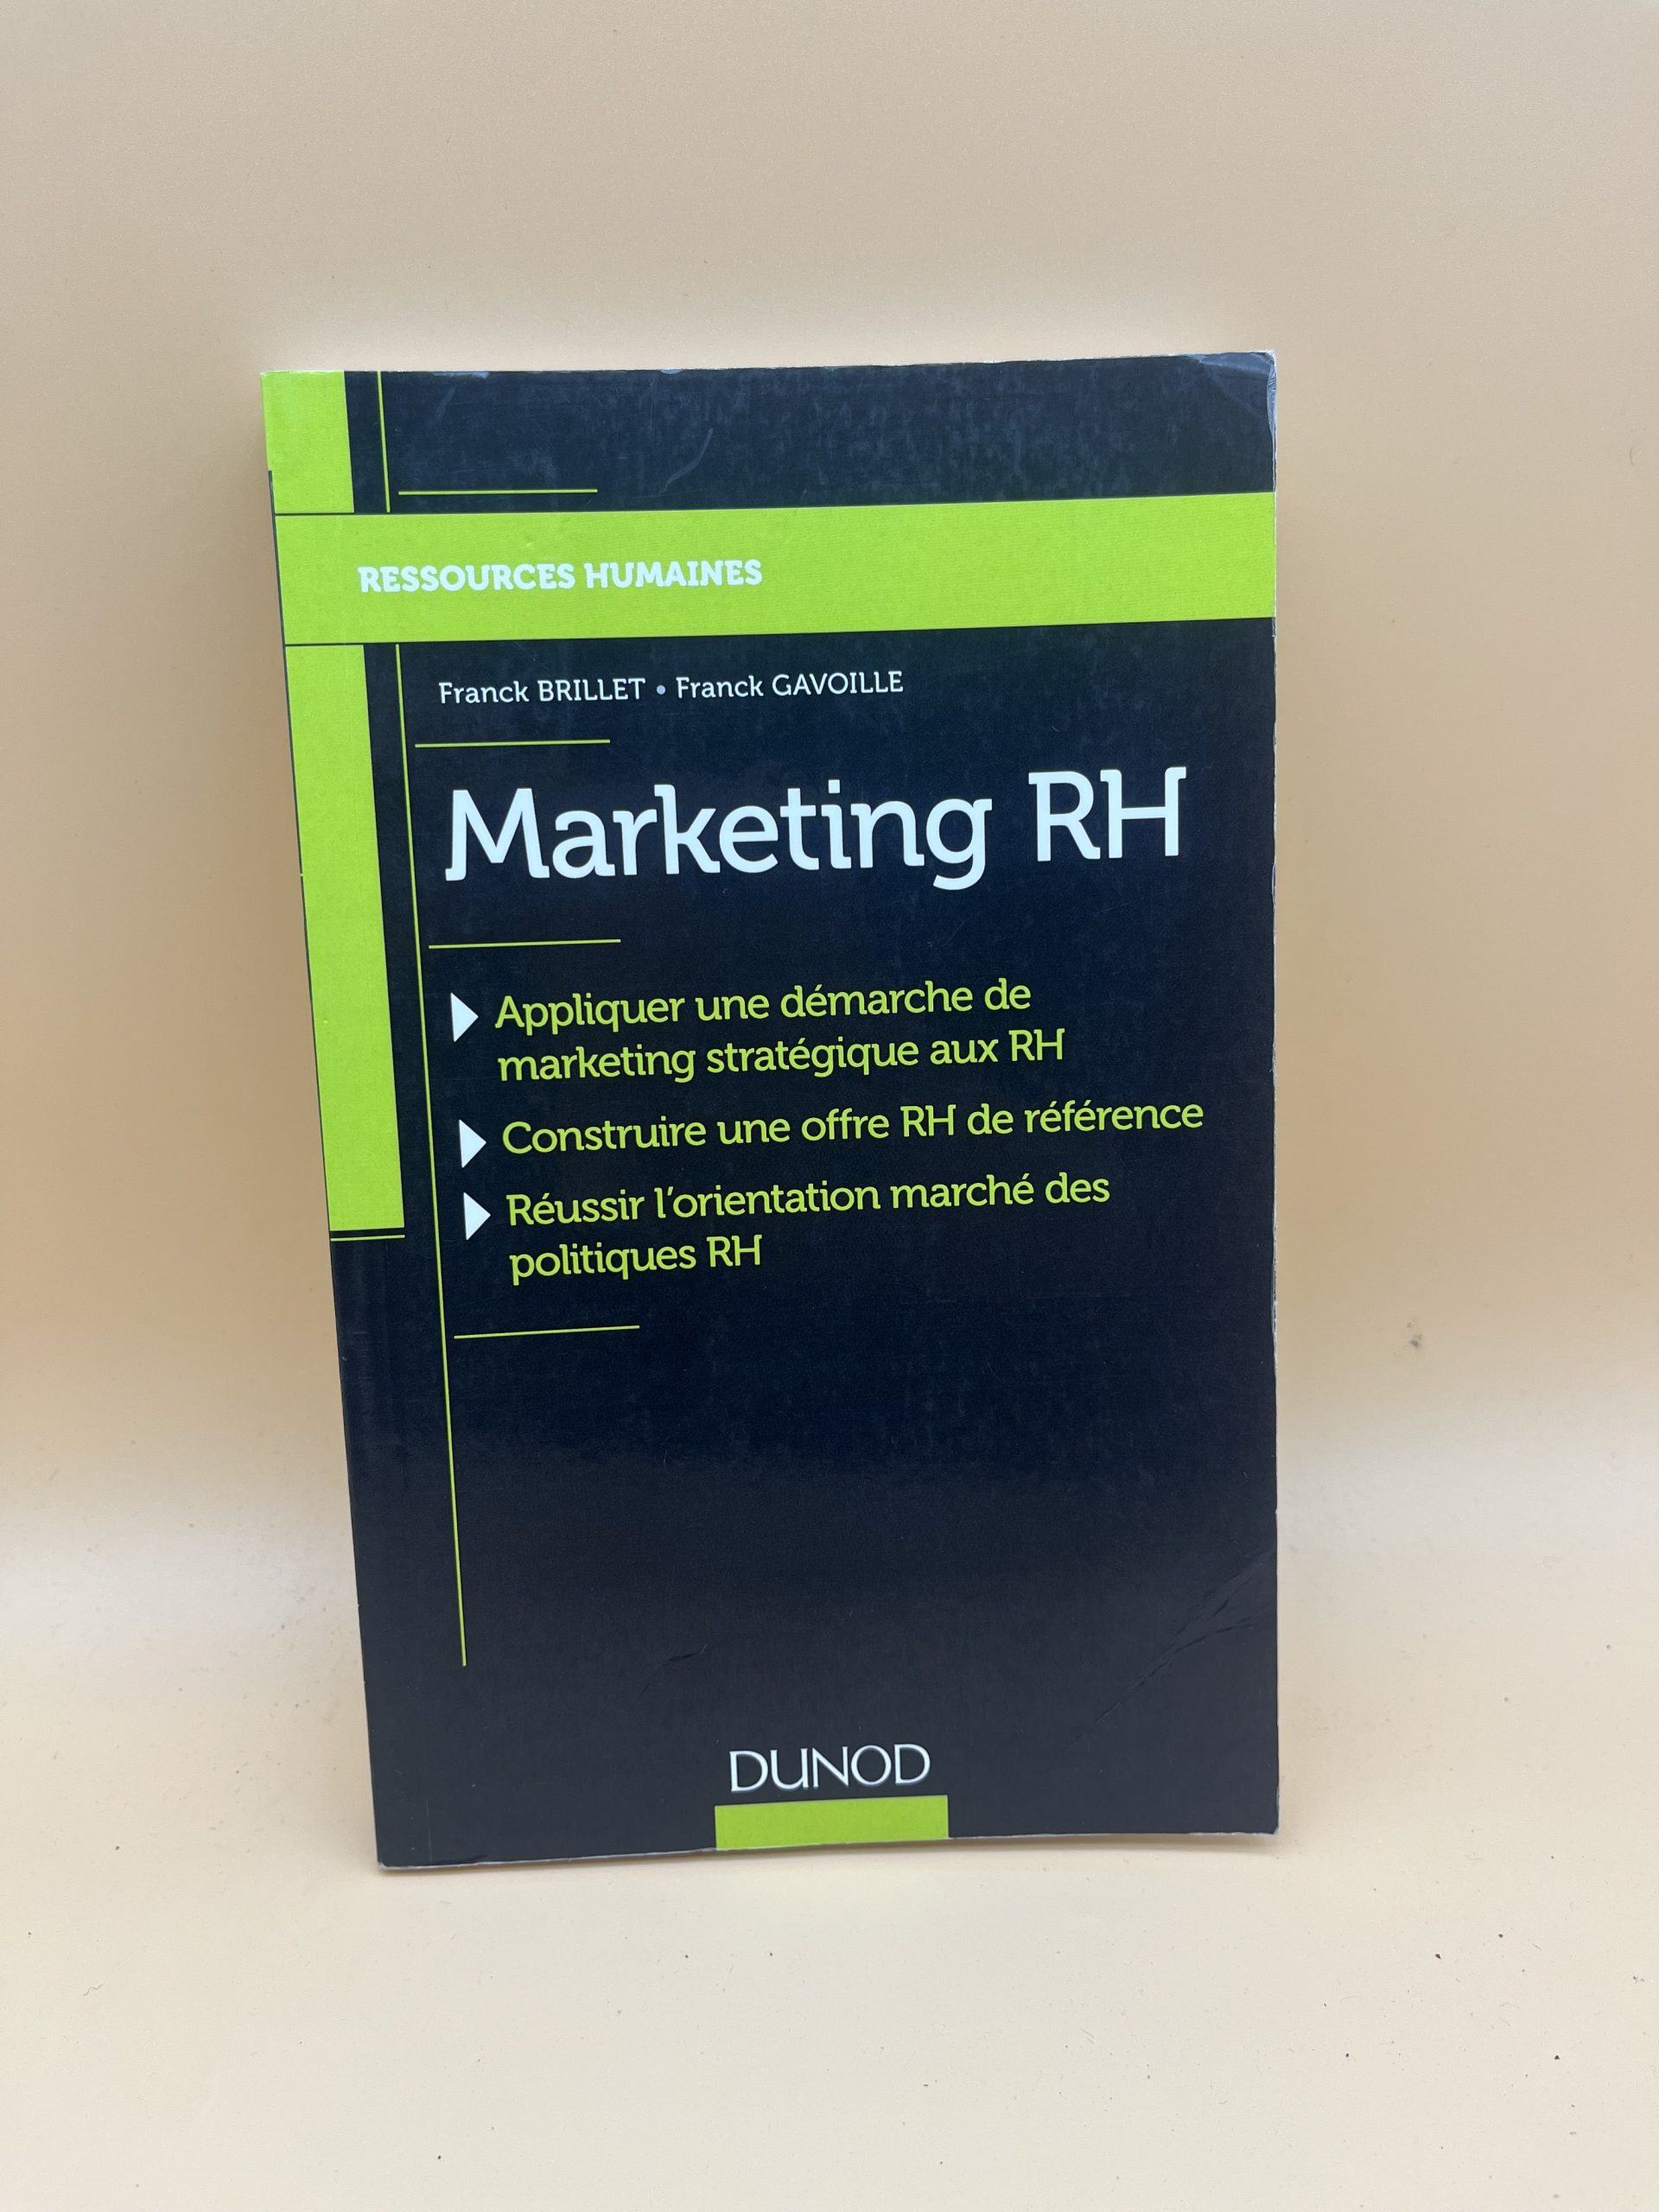 RESSOURCES HUMAINES
Franck BRILLET • Franck GAVOILLE
Marketing RH
Appliquer une démarche de
marketing stratégique aux RH
Construire une offre RH de référence
Réussir l'orientation marché des
politiques RH
DUNOD